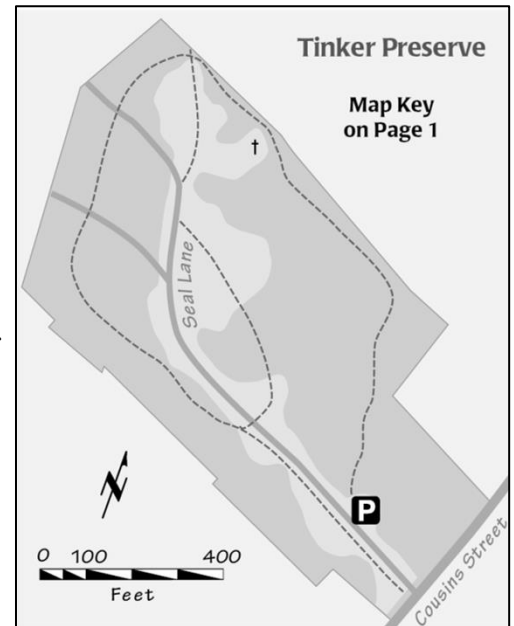 Tinker Preserve
Map Key
on Page 1
†
Seal Lane
N
P
0 100 400
Feet
Cousins Street